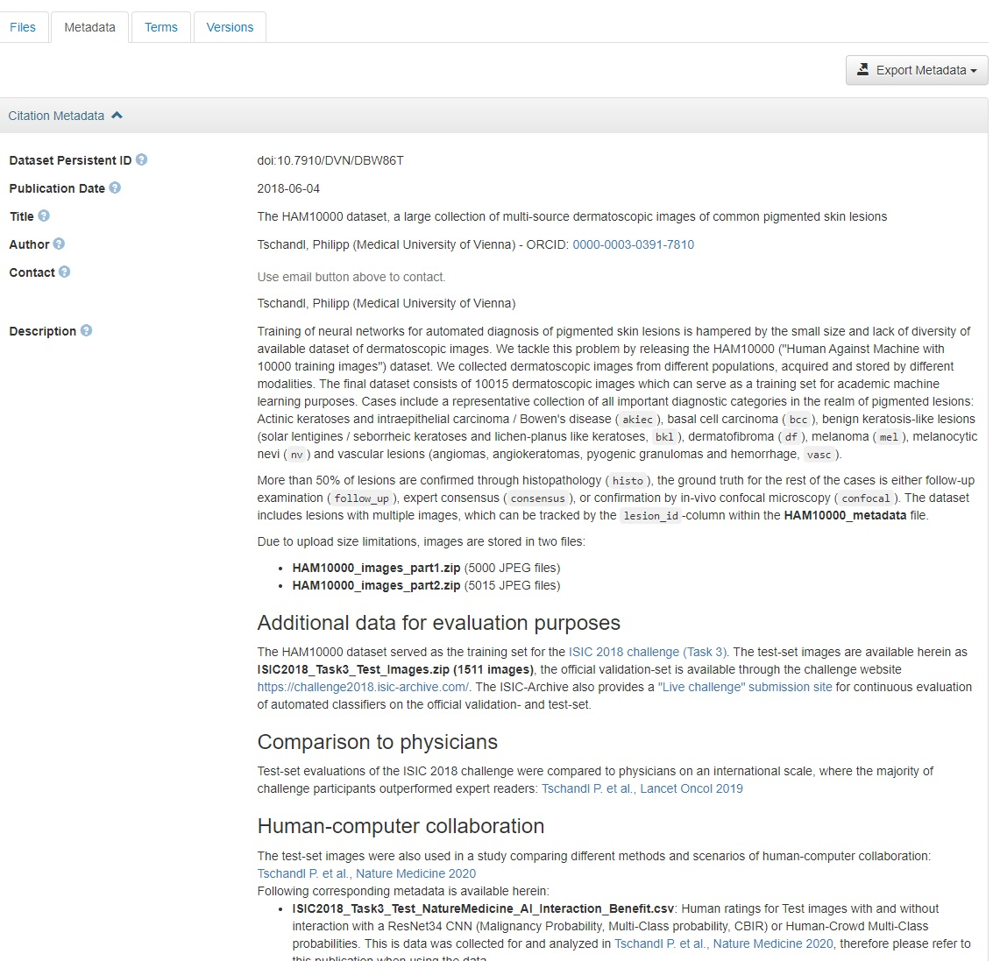 Files
Metadata
Terms
Versions
Export Metadata
Citation Metadata
Dataset Persistent ID
doi:10.7910/DVN/DBW86T
Publication Date
2018-06-04
Title
The HAM10000 dataset, a large collection of multi-source dermatoscopic images of common pigmented skin lesions
Author
Tschandl, Philipp (Medical University of Vienna) - ORCID: 0000-0003-0391-7810
Contact
Use email button above to contact.
Tschandl, Philipp (Medical University of Vienna)
Description
Training of neural networks for automated diagnosis of pigmented skin lesions is hampered by the small size and lack of diversity of
available dataset of dermatoscopic images. We tackle this problem by releasing the HAM10000 ("Human Against Machine with
10000 training images") dataset. We collected dermatoscopic images from different populations, acquired and stored by different
modalities. The final dataset consists of 10015 dermatoscopic images which can serve as a training set for academic machine
learning purposes. Cases include a representative collection of all important diagnostic categories in the realm of pigmented lesions:
Actinic keratoses and intraepithelial carcinoma / Bowen's disease (akiec), basal cell carcinoma (bcc), benign keratosis-like lesions
(solar lentigines / seborrheic keratoses and lichen-planus like keratoses, bkl), dermatofibroma (df), melanoma (mel), melanocytic
nevi (nv) and vascular lesions (angiomas, angiokeratomas, pyogenic granulomas and hemorrhage, vasc).
More than 50% of lesions are confirmed through histopathology (histo), the ground truth for the rest of the cases is either follow-up
examination (follow_up), expert consensus (consensus), or confirmation by in-vivo confocal microscopy (confocal). The dataset
includes lesions with multiple images, which can be tracked by the lesion_id-column within the HAM10000_metadata file.
Due to upload size limitations, images are stored in two files:
• HAM10000_images_part1.zip (5000 JPEG files)
• HAM10000_images_part2.zip (5015 JPEG files)
Additional data for evaluation purposes
The HAM10000 dataset served as the training set for the ISIC 2018 challenge (Task 3). The test-set images are available herein as
ISIC2018_Task3_Test_Images.zip (1511 images), the official validation-set is available through the challenge website
https://challenge2018.isic-archive.com/. The ISIC-Archive also provides a "Live challenge" submission site for continuous evaluation
of automated classifiers on the official validation- and test-set.
Comparison to physicians
Test-set evaluations of the ISIC 2018 challenge were compared to physicians on an international scale, where the majority of
challenge participants outperformed expert readers: Tschandl P. et al., Lancet Oncol 2019
Human-computer collaboration
The test-set images were also used in a study comparing different methods and scenarios of human-computer collaboration:
Tschandl P. et al., Nature Medicine 2020
Following corresponding metadata is available herein:
• ISIC2018_Task3_Test_NatureMedicine_AI_Interaction_Benefit.csv: Human ratings for Test images with and without
interaction with a ResNet34 CNN (Malignancy Probability, Multi-Class probability, CBIR) or Human-Crowd Multi-Class
probabilities. This is data was collected for and analyzed in Tschandl P. et al., Nature Medicine 2020, therefore please refer to
this publication when using the data